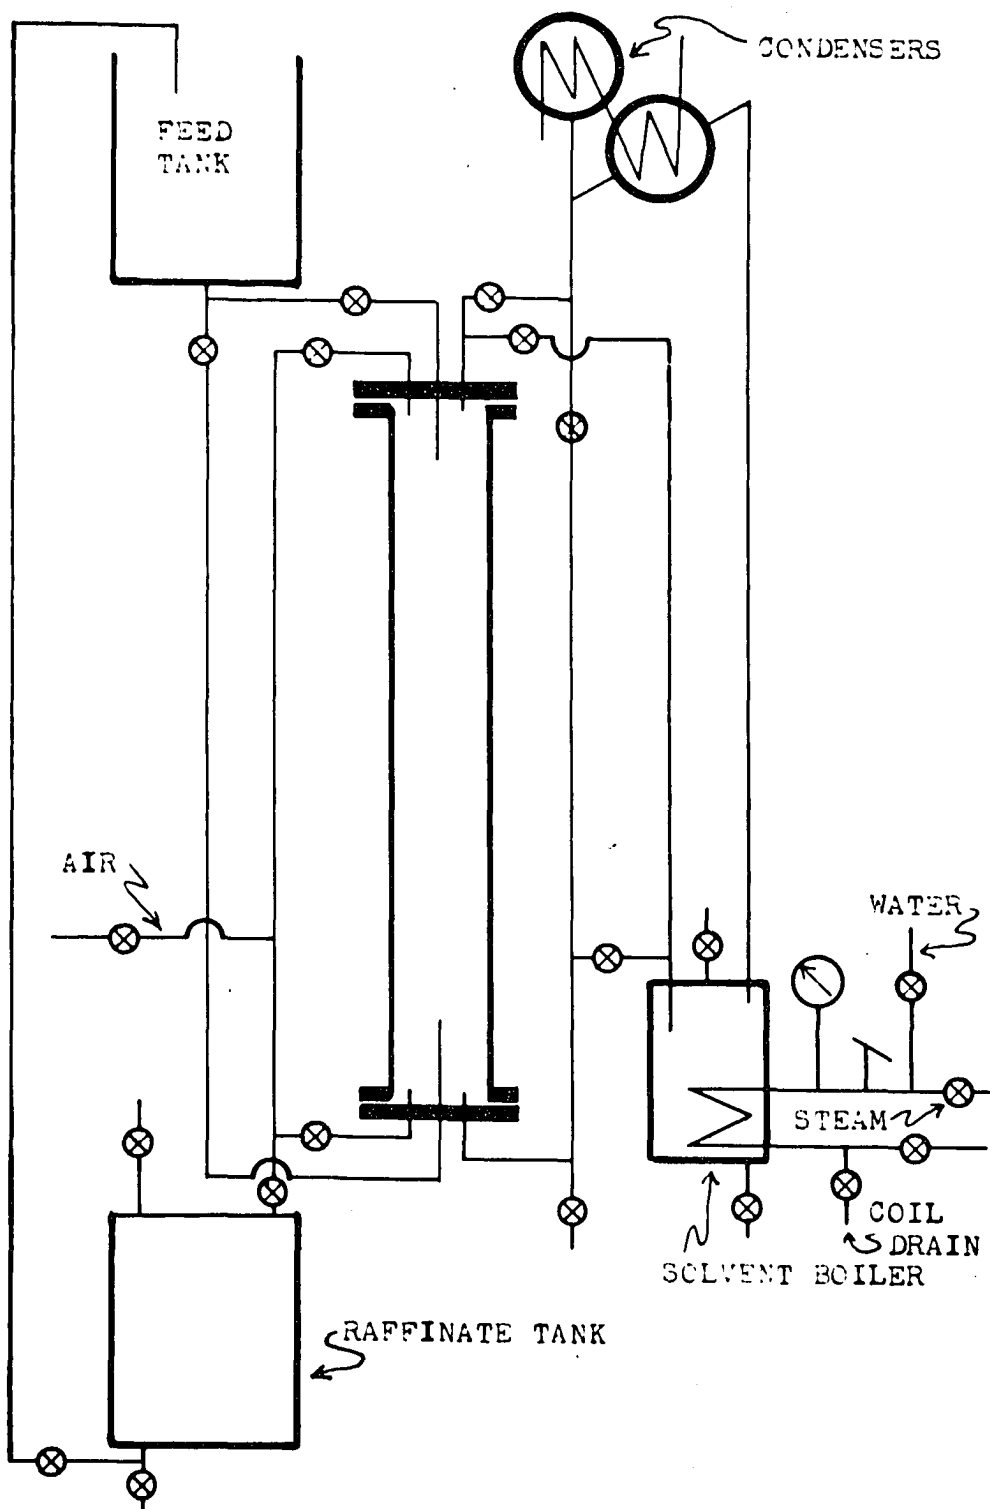 CONDENSERS
FEED
TANK
AIR
WATER
STEAM
COIL
DRAIN
SOLVENT BOILER
RAFFINATE TANK